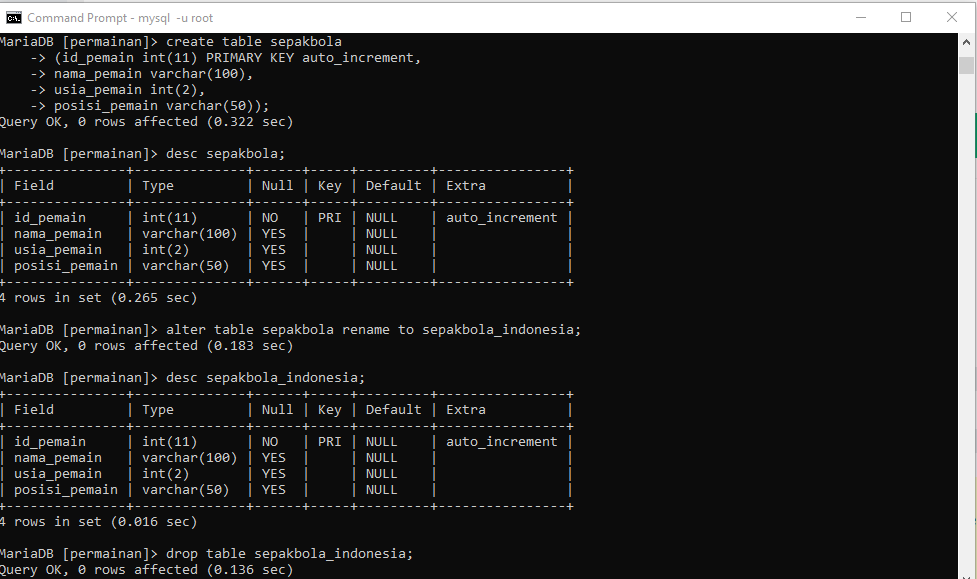 Command Prompt - mysql  -u root
MariaDB [permainan]> create table sepakbola
    -> (id_pemain int(11) PRIMARY KEY auto_increment,
    -> nama_pemain varchar(100),
    -> usia_pemain int(2),
    -> posisi_pemain varchar(50));
Query OK, 0 rows affected (0.322 sec)

MariaDB [permainan]> desc sepakbola;
+---------------+--------------+------+-----+---------+----------------+
| Field         | Type         | Null | Key | Default | Extra          |
+---------------+--------------+------+-----+---------+----------------+
| id_pemain     | int(11)      | NO   | PRI | NULL    | auto_increment |
| nama_pemain   | varchar(100) | YES  |     | NULL    |                |
| usia_pemain   | int(2)       | YES  |     | NULL    |                |
| posisi_pemain | varchar(50)  | YES  |     | NULL    |                |
+---------------+--------------+------+-----+---------+----------------+
4 rows in set (0.265 sec)

MariaDB [permainan]> alter table sepakbola rename to sepakbola_indonesia;
Query OK, 0 rows affected (0.183 sec)

MariaDB [permainan]> desc sepakbola_indonesia;
+---------------+--------------+------+-----+---------+----------------+
| Field         | Type         | Null | Key | Default | Extra          |
+---------------+--------------+------+-----+---------+----------------+
| id_pemain     | int(11)      | NO   | PRI | NULL    | auto_increment |
| nama_pemain   | varchar(100) | YES  |     | NULL    |                |
| usia_pemain   | int(2)       | YES  |     | NULL    |                |
| posisi_pemain | varchar(50)  | YES  |     | NULL    |                |
+---------------+--------------+------+-----+---------+----------------+
4 rows in set (0.016 sec)

MariaDB [permainan]> drop table sepakbola_indonesia;
Query OK, 0 rows affected (0.136 sec)